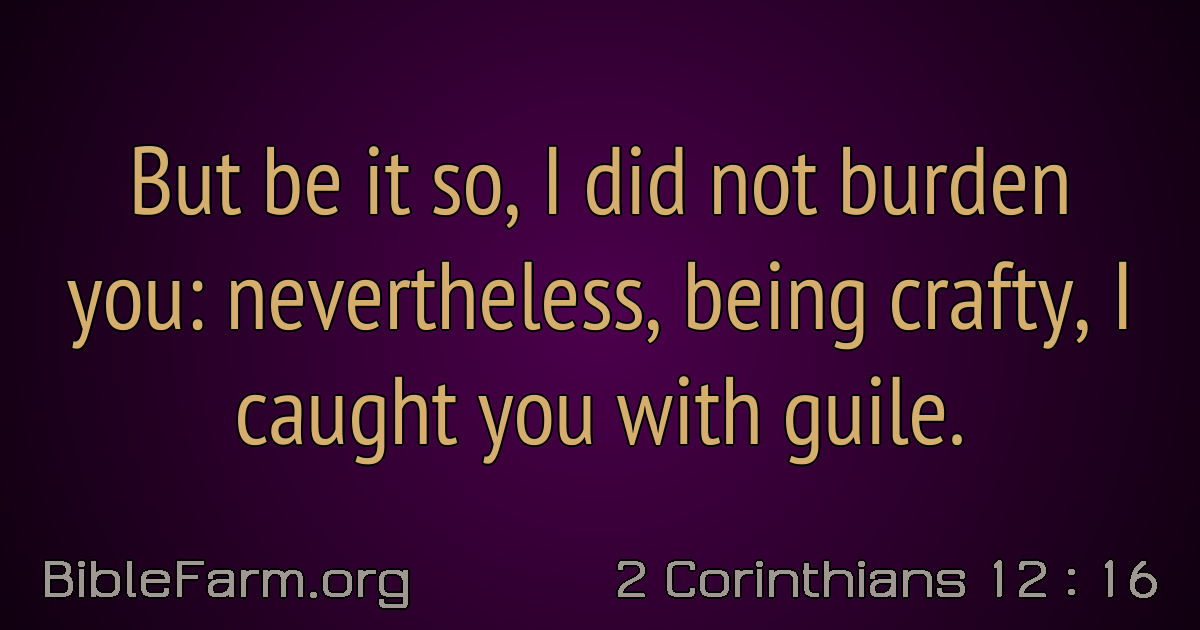 But be it so, I did not burden
you: nevertheless, being crafty, I
caught you with guile.
BibleFarm.org 2 Corinthians 12 : 16